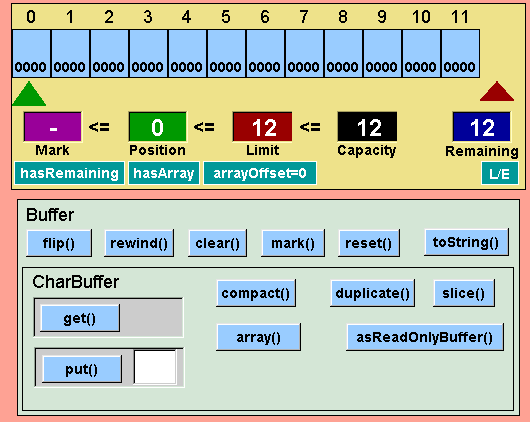 0 1 2 3 4 5 6 7 8 9 10 11
0000 0000 0000 0000 0000 0000 0000 0000 0000 0000 0000 0000
- <= 0 <= 12 <= 12 12
Mark Position Limit Capacity Remaining
hasRemaining hasArray arrayOffset=0 L/E
Buffer
flip() rewind() clear() mark() reset() toString()
CharBuffer
compact() duplicate() slice()
get()
array() asReadOnlyBuffer()
put()